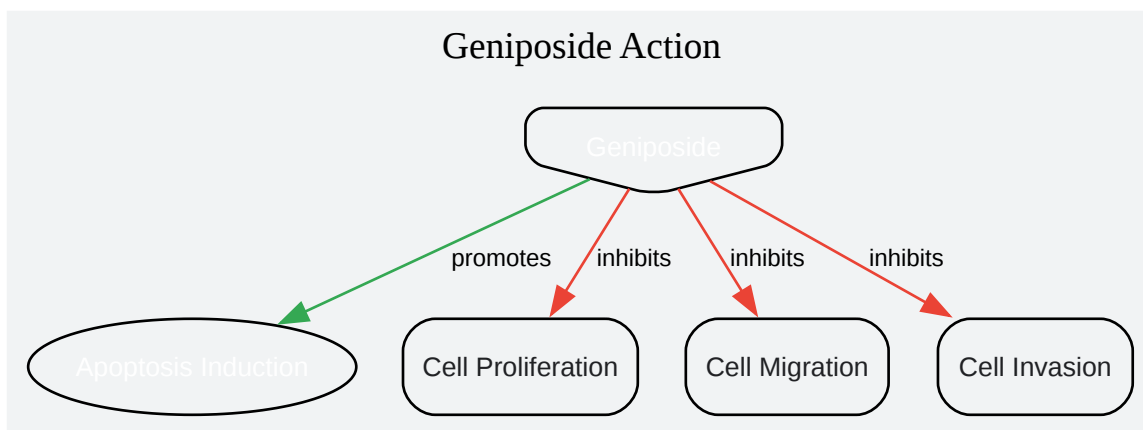 Geniposide Action
Geniposide
promotes
inhibits
inhibits
inhibits
Apoptosis Induction
Cell Proliferation
Cell Migration
Cell Invasion